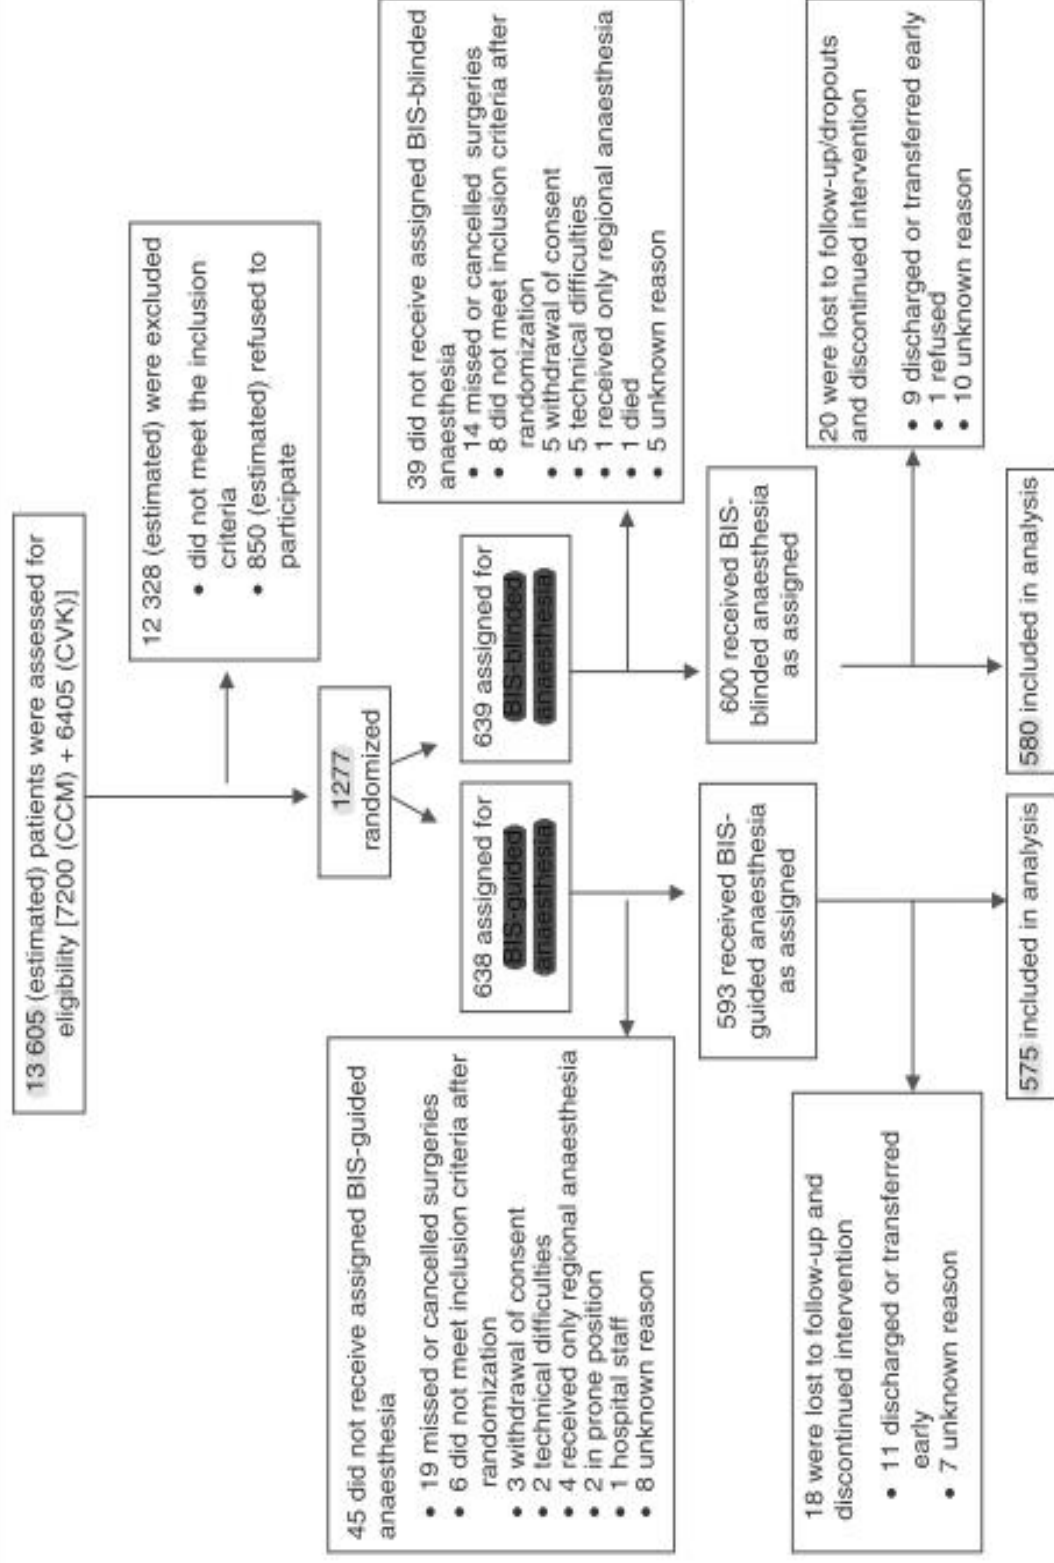 13 605 (estimated) patients were assessed for
eligibility [7200 (CCM) + 6405 (CVK)]
12 328 (estimated) were excluded
• did not meet the inclusion
criteria
• 850 (estimated) refused to
participate
1277
randomized
638 assigned for
BIS-guided
anaesthesia
639 assigned for
BIS-blinded
anaesthesia
45 did not receive assigned BIS-guided
anaesthesia
• 19 missed or cancelled surgeries
• 6 did not meet inclusion criteria after
randomization
• 3 withdrawal of consent
• 2 technical difficulties
• 4 received only regional anaesthesia
• 2 in prone position
• 1 hospital staff
• 8 unknown reason
39 did not receive assigned BIS-blinded
anaesthesia
• 14 missed or cancelled surgeries
• 8 did not meet inclusion criteria after
randomization
• 5 withdrawal of consent
• 5 technical difficulties
• 1 received only regional anaesthesia
• 1 died
• 5 unknown reason
593 received BIS-
guided anaesthesia
as assigned
600 received BIS-
blinded anaesthesia
as assigned
18 were lost to follow-up and
discontinued intervention
• 11 discharged or transferred
early
• 7 unknown reason
20 were lost to follow-up/dropouts
and discontinued intervention
• 9 discharged or transferred early
• 1 refused
• 10 unknown reason
575 included in analysis
580 included in analysis